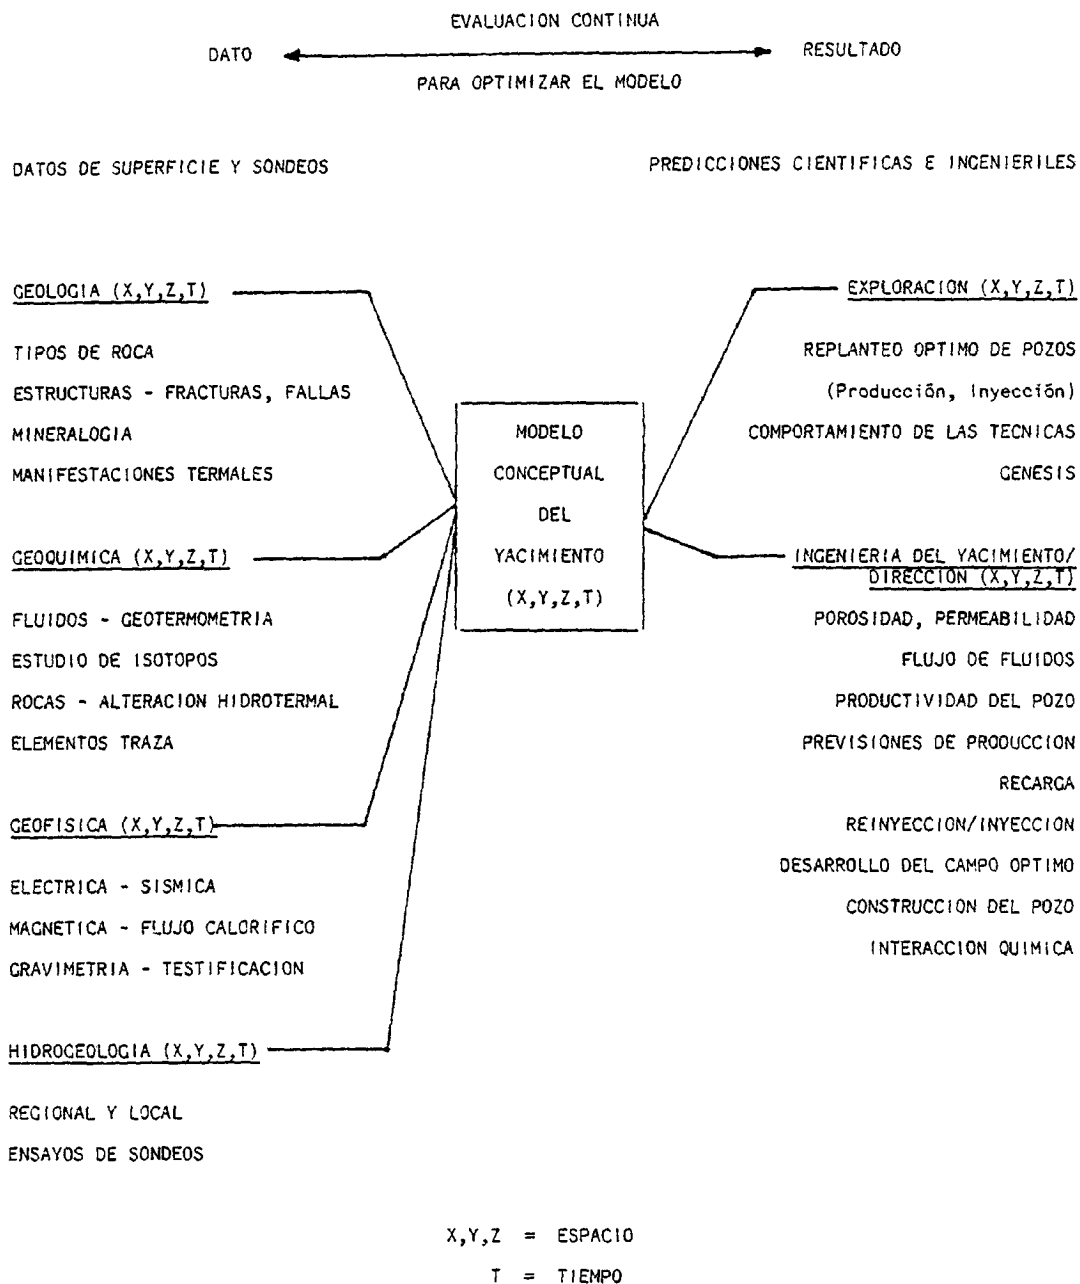 EVALUACION CONTINUA
DATO
RESULTADO
PARA OPTIMIZAR EL MODELO
DATOS DE SUPERFICIE Y SONDEOS
PREDICCIONES CIENTIFICAS E INGENIERILES
GEOLOGIA (X,Y,Z,T)
TIPOS DE ROCA
ESTRUCTURAS - FRACTURAS, FALLAS
MINERALOGIA
MANIFESTACIONES TERMALES
GEOQUIMICA (X,Y,Z,T)
FLUIDOS - GEOTERMOMETRIA
ESTUDIO DE ISOTOPOS
ROCAS - ALTERACION HIDROTERMAL
ELEMENTOS TRAZA
GEOFISICA (X,Y,Z,T)
ELECTRICA - SISMICA
MAGNETICA - FLUJO CALORIFICO
GRAVIMETRIA - TESTIFICACION
HIDROGEOLOGIA (X,Y,Z,T)
REGIONAL Y LOCAL
ENSAYOS DE SONDEOS
MODELO
CONCEPTUAL
DEL
YACIMIENTO
(X,Y,Z,T)
EXPLORACION (X,Y,Z,T)
REPLANTEO OPTIMO DE POZOS
(Producción, Inyección)
COMPORTAMIENTO DE LAS TECNICAS
GENESIS
INGENIERIA DEL YACIMIENTO/
DIRECCIÓN (X,Y,Z,T)
POROSIDAD, PERMEABILIDAD
FLUJO DE FLUIDOS
PRODUCTIVIDAD DEL POZO
PREVISIONES DE PRODUCCION
RECARGA
REINYECCION/INYECCION
DESARROLLO DEL CAMPO OPTIMO
CONSTRUCCION DEL POZO
INTERACCION QUIMICA
X,Y,Z = ESPACIO
T = TIEMPO